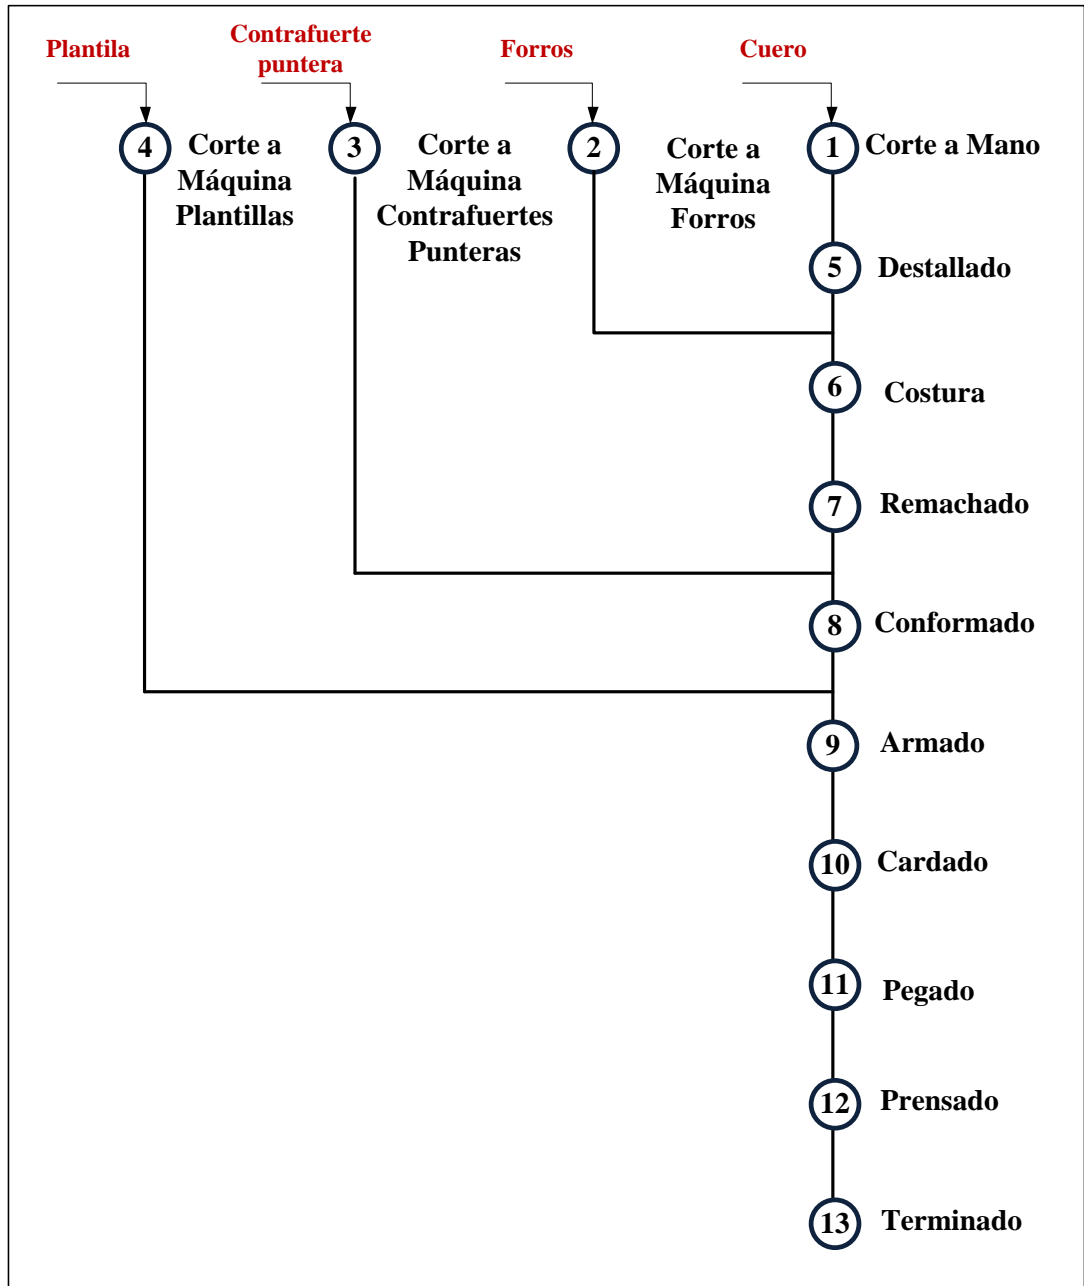 Plantila
Contrafuerte
puntera
Forros
Cuero
4
Corte a
Máquina
Plantillas
3
Corte a
Máquina
Contrafuertes
Punteras
2
Corte a
Máquina
Forros
1
Corte a Mano
5
Destallado
6
Costura
7
Remachado
8
Conformado
9
Armado
10
Cardado
11
Pegado
12
Prensado
13
Terminado